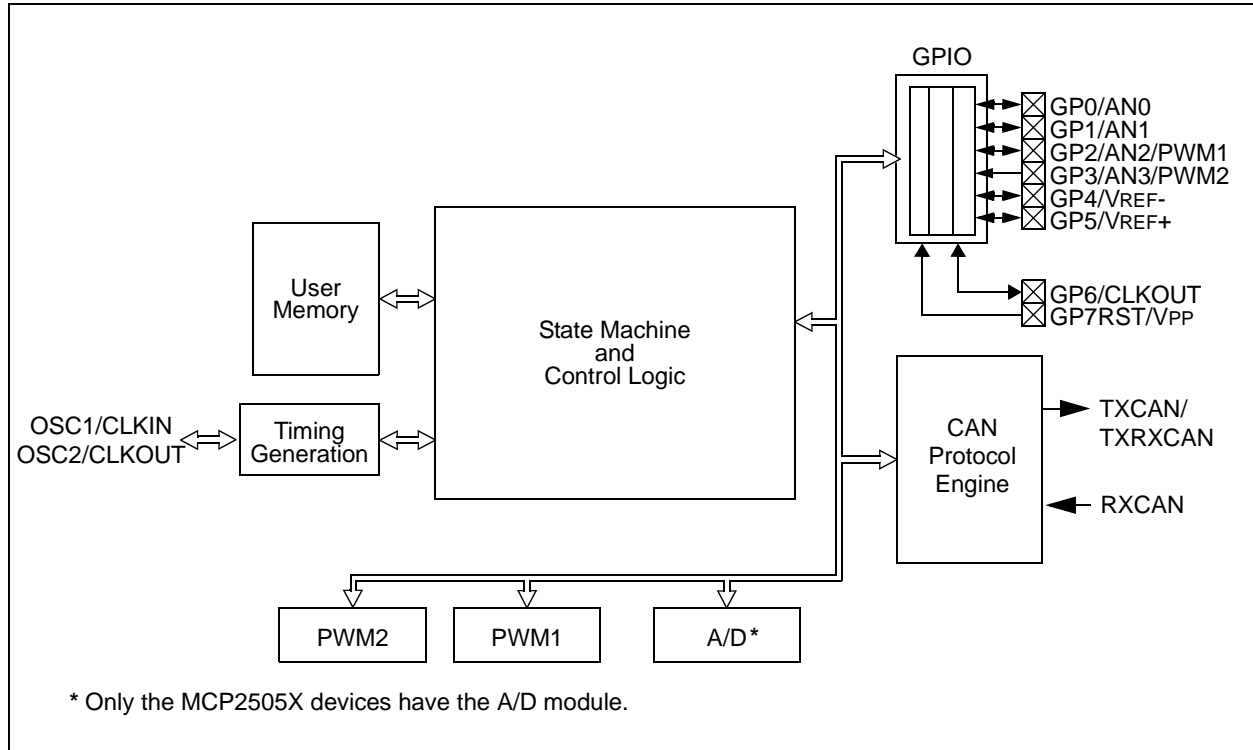 GPIO
GP0/AN0
GP1/AN1
GP2/AN2/PWM1
GP3/AN3/PWM2
GP4/VREF-
GP5/VREF+
GP6/CLKOUT
GP7RST/VPP
User
Memory
State Machine
and
Control Logic
OSC1/CLKIN
OSC2/CLKOUT
Timing
Generation
CAN
Protocol
Engine
TXCAN/
TXRXCAN
RXCAN
PWM2
PWM1
A/D*
* Only the MCP2505X devices have the A/D module.